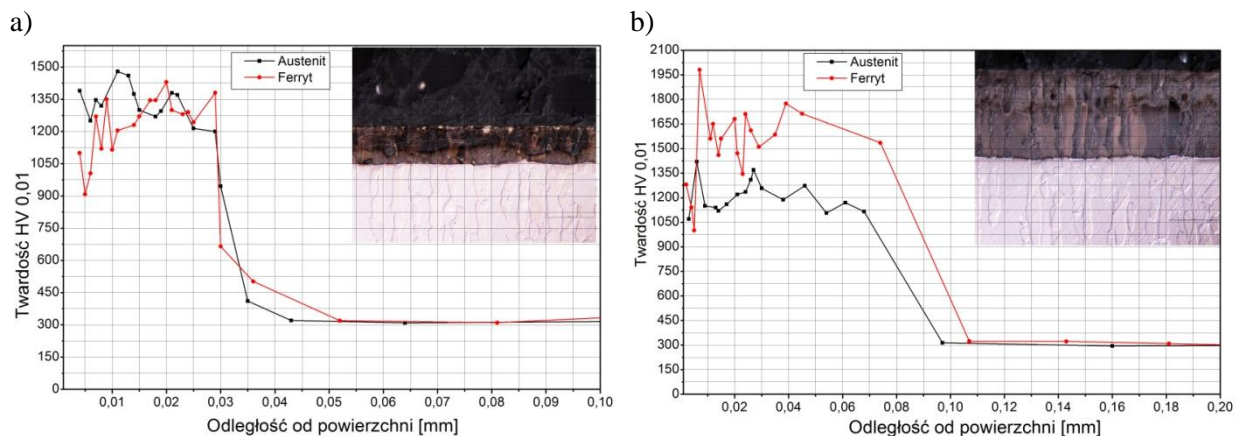 a)
Austenit
Ferryt
1500
1350
1200
1050
900
750
600
450
300
150
0
Twardość HV 0,01
0,01 0,02 0,03 0,04 0,05 0,06 0,07 0,08 0,09 0,10
Odległość od powierzchni [mm]
b)
Austenit
Ferryt
2100
1950
1800
1650
1500
1350
1200
1050
900
750
600
450
300
150
0
Twardość HV 0,01
0,02 0,04 0,06 0,08 0,10 0,12 0,14 0,16 0,18 0,20
Odległość od powierzchni [mm]